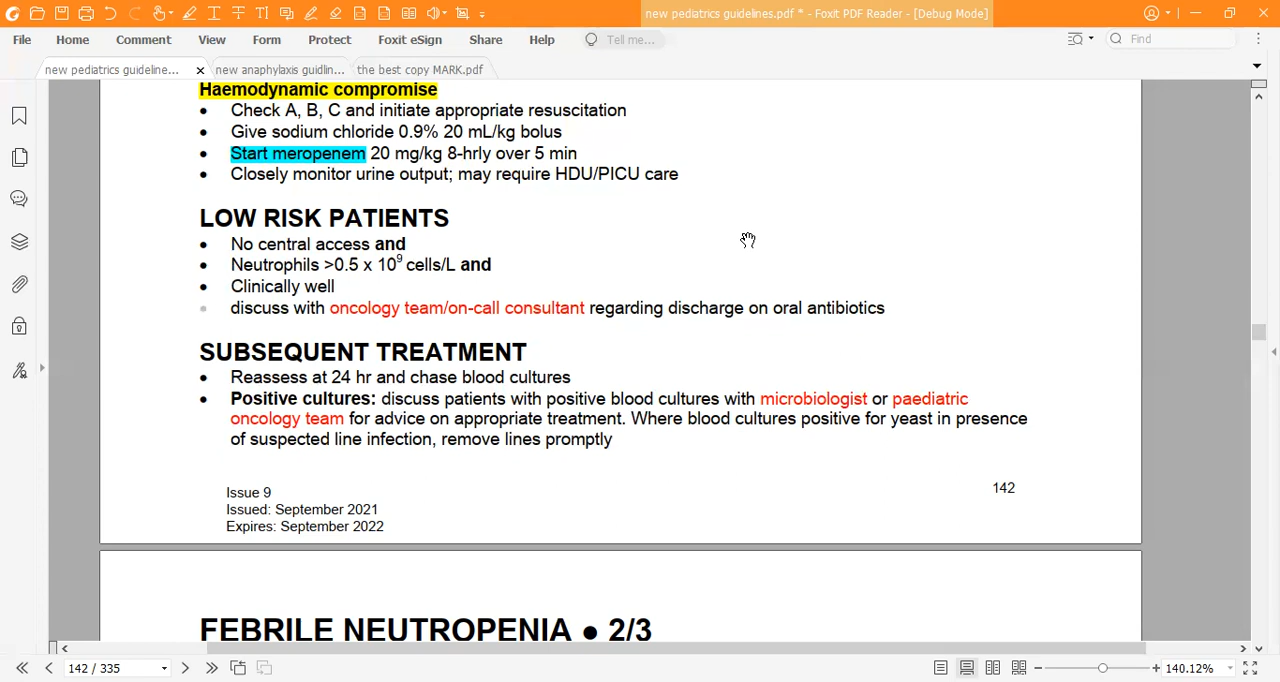 new pediatrics guidelines.pdf * - Foxit PDF Reader - [Debug Mode]
File Home Comment View Form Protect Foxit eSign Share Help Tell me... Find
new pediatrics guideline... new anaphylaxis guidlin... the best copy MARK.pdf
Haemodynamic compromise
• Check A, B, C and initiate appropriate resuscitation
• Give sodium chloride 0.9% 20 mL/kg bolus
• Start meropenem 20 mg/kg 8-hrly over 5 min
• Closely monitor urine output; may require HDU/PICU care
LOW RISK PATIENTS
• No central access and
• Neutrophils >0.5 x 10⁹ cells/L and
• Clinically well
• discuss with oncology team/on-call consultant regarding discharge on oral antibiotics
SUBSEQUENT TREATMENT
• Reassess at 24 hr and chase blood cultures
• Positive cultures: discuss patients with positive blood cultures with microbiologist or paediatric
oncology team for advice on appropriate treatment. Where blood cultures positive for yeast in presence
of suspected line infection, remove lines promptly
Issue 9
Issued: September 2021
Expires: September 2022
142
FEBRILE NEUTROPENIA ● 2/3
142 / 335
140.12%